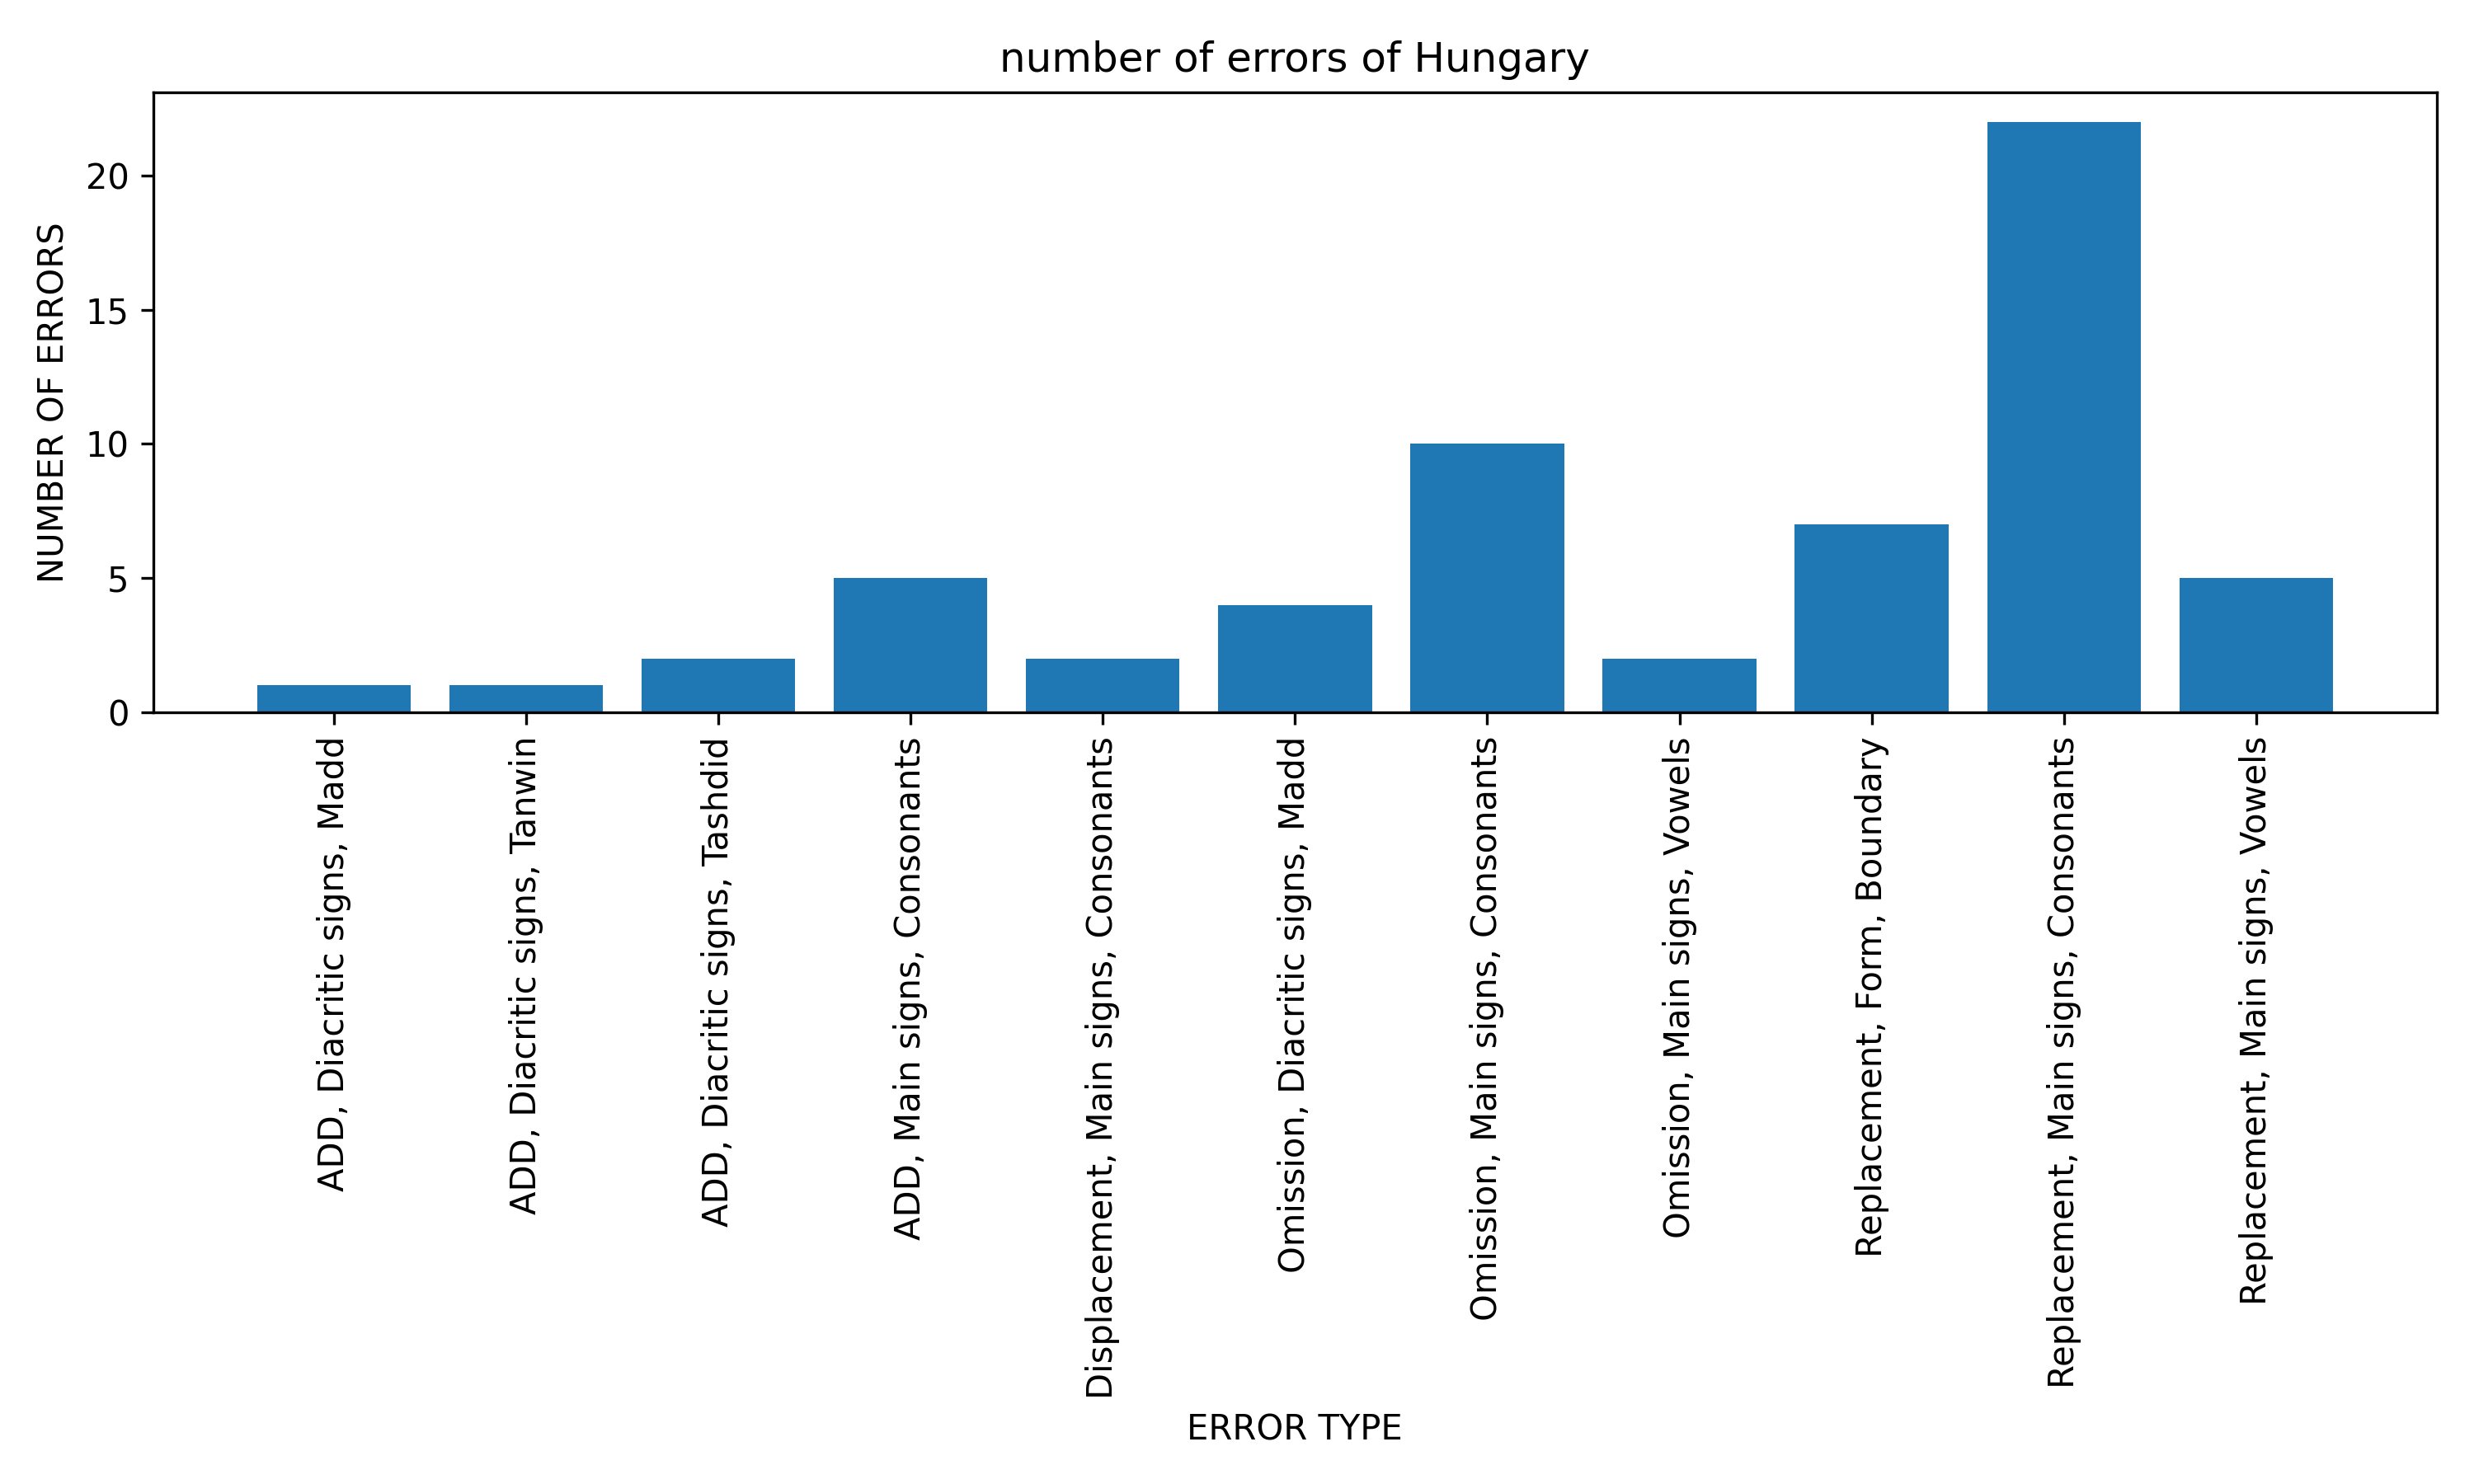 number of errors of Hungary
NUMBER OF ERRORS
20
15
10
5
0
ADD, Diacritic signs, Madd
ADD, Diacritic signs, Tanwin
ADD, Diacritic signs, Tashdid
ADD, Main signs, Consonants
Displacement, Main signs, Consonants
Omission, Diacritic signs, Madd
Omission, Main signs, Consonants
Omission, Main signs, Vowels
Replacement, Form, Boundary
Replacement, Main signs, Consonants
Replacement, Main signs, Vowels
ERROR TYPE